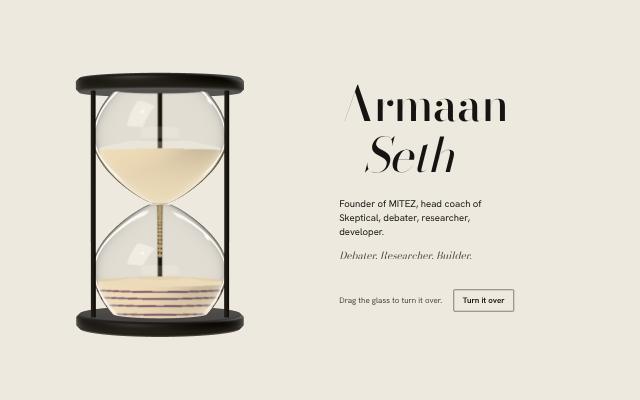 Armaan
Seth
Founder of MITEZ, head coach of
Skeptical, debater, researcher,
developer.
Debater. Researcher. Builder.
Drag the glass to turn it over.
Turn it over